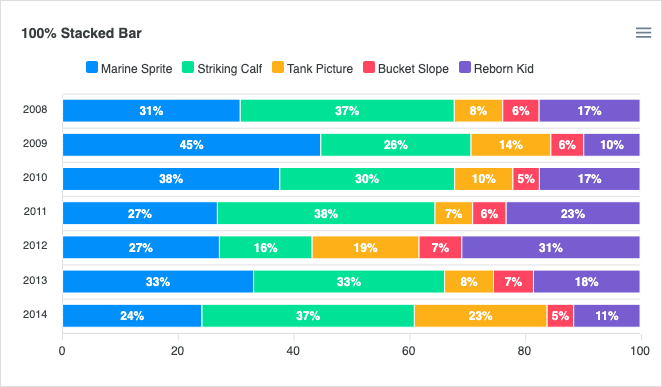 100% Stacked Bar
Marine Sprite Striking Calf Tank Picture Bucket Slope Reborn Kid
2008 31% 37% 8% 6% 17%
2009 45% 26% 14% 6% 10%
2010 38% 30% 10% 5% 17%
2011 27% 38% 7% 6% 23%
2012 27% 16% 19% 7% 31%
2013 33% 33% 8% 7% 18%
2014 24% 37% 23% 5% 11%
0 20 40 60 80 100